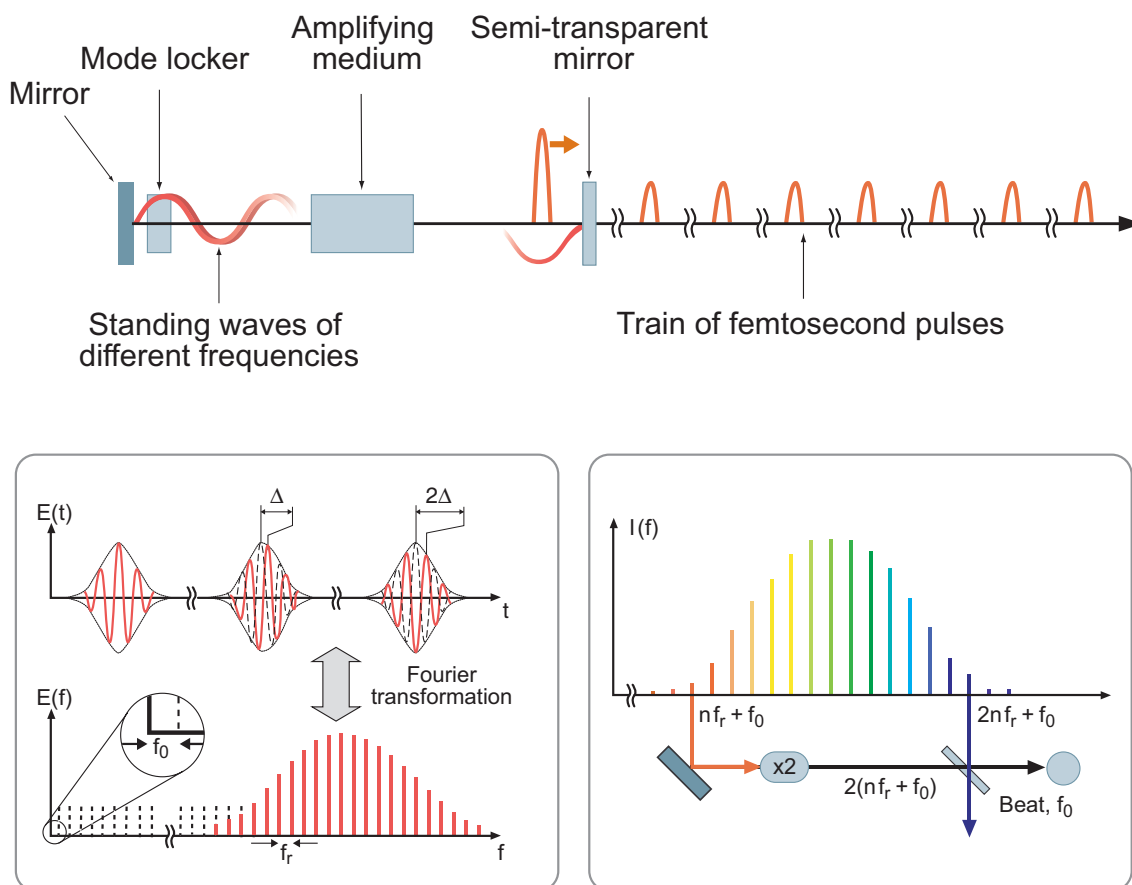 Amplifying
medium
Semi-transparent
mirror
Mode locker
Mirror
Standing waves of
different frequencies
Train of femtosecond pulses
E(t)
Δ
2Δ
t
Fourier
transformation
E(f)
f₀
fᵣ
f
I(f)
nfᵣ + f₀
2nfᵣ + f₀
x2
2(nfᵣ + f₀)
Beat, f₀